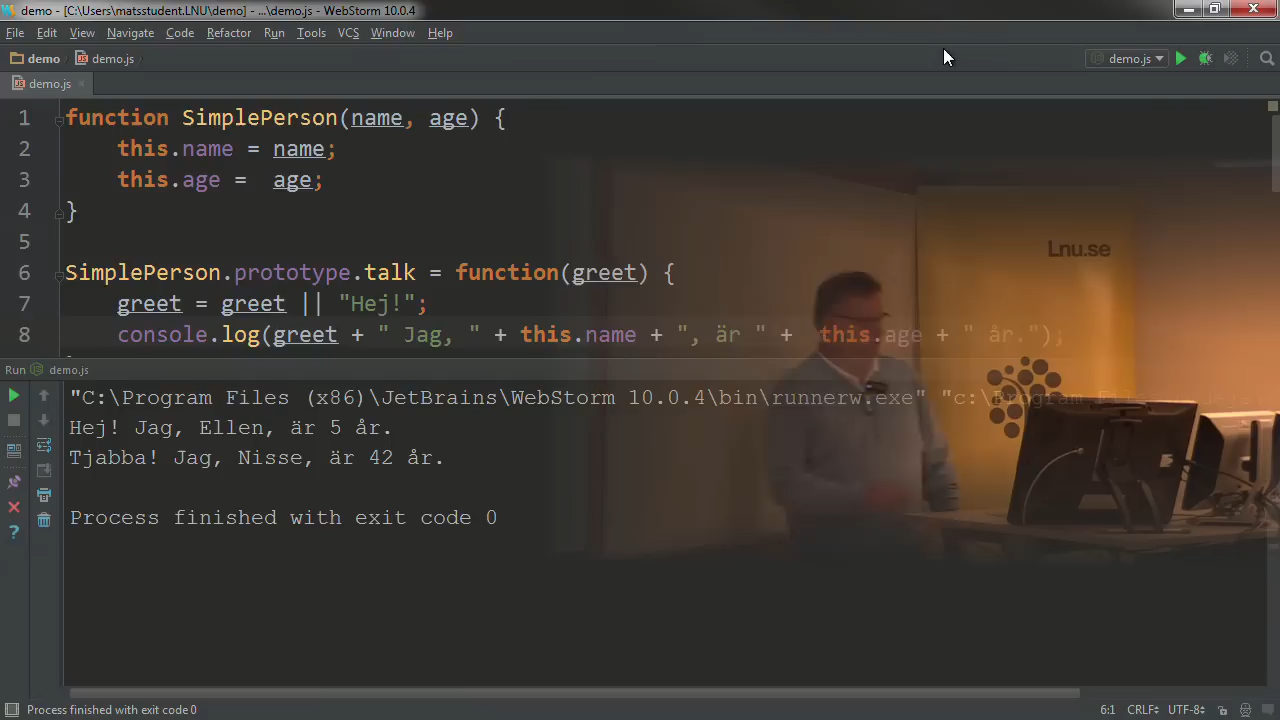 demo - [C:\Users\matsstudent.LNU\demo] - ...\demo.js - WebStorm 10.0.4
File Edit View Navigate Code Refactor Run Tools VCS Window Help
demo demo.js demo.js
demo.js
1 function SimplePerson(name, age) {
2 this.name = name;
3 this.age =  age;
4 }
5
6 SimplePerson.prototype.talk = function(greet) {
7 greet = greet || "Hej!";
8 console.log(greet + " Jag, " + this.name + ", är " +  this.age + " år.");
Lnu.se
Run demo.js
"C:\Program Files (x86)\JetBrains\WebStorm 10.0.4\bin\runnerw.exe" "c:\Program Files
Hej! Jag, Ellen, är 5 år.
Tjabba! Jag, Nisse, är 42 år.
Process finished with exit code 0
Process finished with exit code 0 6:1 CRLF UTF-8